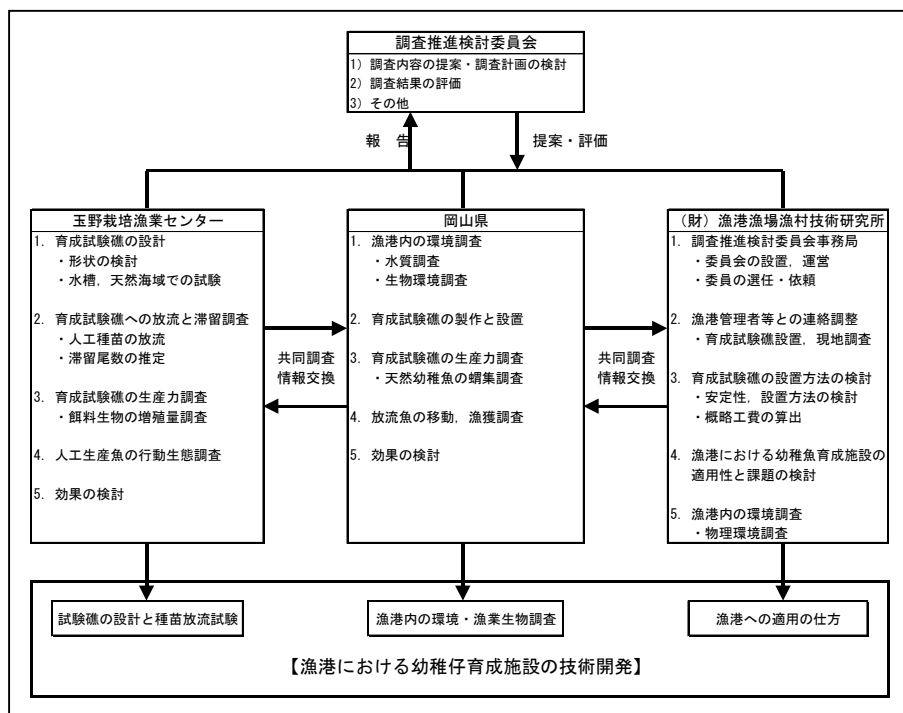 調査推進検討委員会
1）調査内容の提案・調査計画の検討
2）調査結果の評価
3）その他
報　告
提案・評価
玉野栽培漁業センター
1. 育成試験礁の設計
・形状の検討
・水槽，天然海域での試験
2. 育成試験礁への放流と滞留調査
・人工種苗の放流
・滞留尾数の推定
3. 育成試験礁の生産力調査
・餌料生物の増殖量調査
4. 人工生産魚の行動生態調査
5. 効果の検討
共同調査
情報交換
岡山県
1. 漁港内の環境調査
・水質調査
・生物環境調査
2. 育成試験礁の製作と設置
3. 育成試験礁の生産力調査
・天然幼稚魚の蝟集調査
4. 放流魚の移動，漁獲調査
5. 効果の検討
共同調査
情報交換
（財）漁港漁場漁村技術研究所
1. 調査推進検討委員会事務局
・委員会の設置，運営
・委員の選任・依頼
2. 漁港管理者等との連絡調整
・育成試験礁設置，現地調査
3. 育成試験礁の設置方法の検討
・安定性，設置方法の検討
・概略工費の算出
4. 漁港における幼稚魚育成施設の
適用性と課題の検討
5. 漁港内の環境調査
・物理環境調査
試験礁の設計と種苗放流試験
漁港内の環境・漁業生物調査
漁港への適用の仕方
【漁港における幼稚仔育成施設の技術開発】